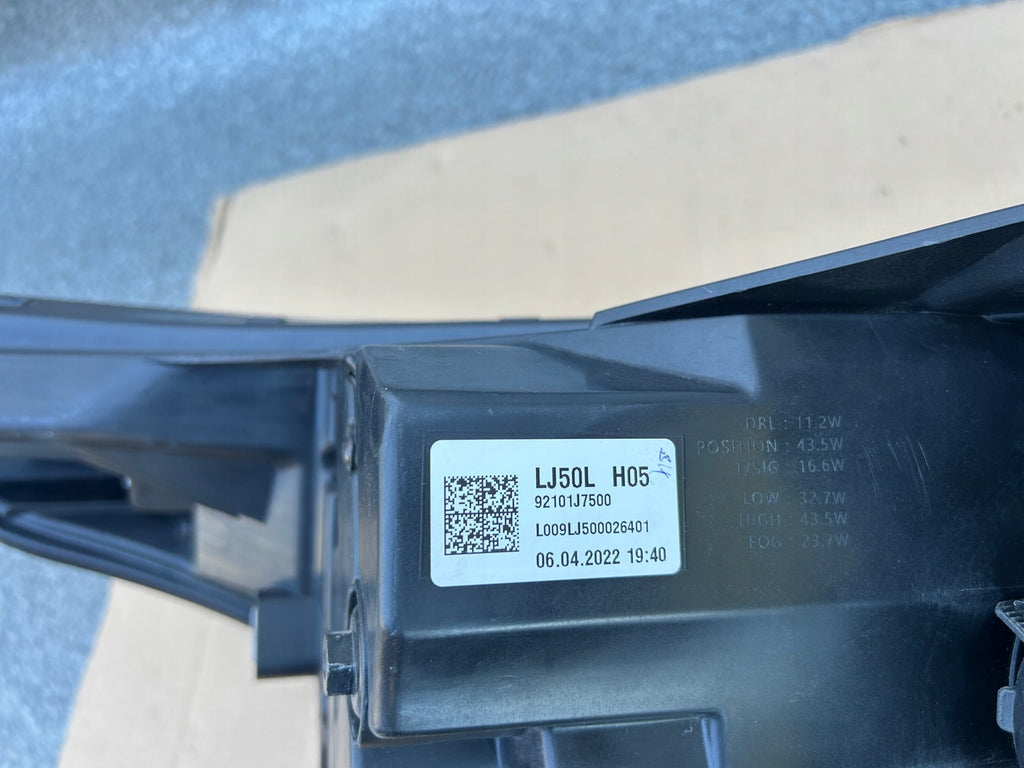 LJ50L H05
92101J7500
L009LJ500026401
06.04.2022 19:40
DRL : 11.2W
POSITION : 43.5W
T/SIG : 16.6W
LOW : 32.7W
HIGH : 43.5W
FOG : 23.7W